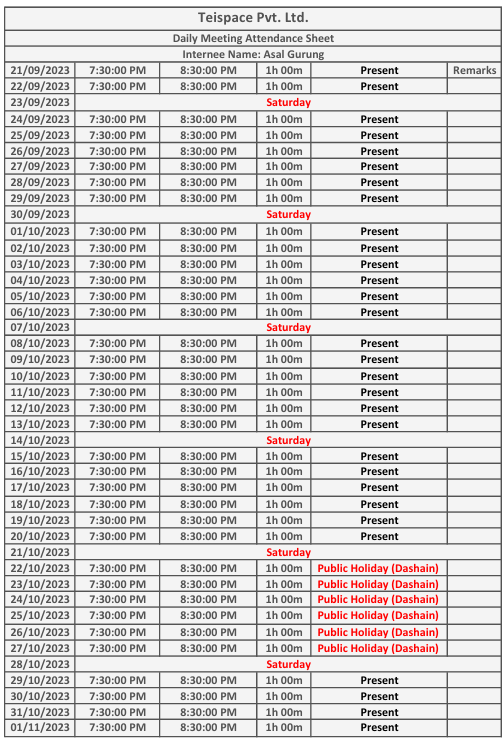 Teispace Pvt. Ltd.
Daily Meeting Attendance Sheet
Internee Name: Asal Gurung
21/09/2023 7:30:00 PM 8:30:00 PM 1h 00m Present Remarks
22/09/2023 7:30:00 PM 8:30:00 PM 1h 00m Present
23/09/2023 Saturday
24/09/2023 7:30:00 PM 8:30:00 PM 1h 00m Present
25/09/2023 7:30:00 PM 8:30:00 PM 1h 00m Present
26/09/2023 7:30:00 PM 8:30:00 PM 1h 00m Present
27/09/2023 7:30:00 PM 8:30:00 PM 1h 00m Present
28/09/2023 7:30:00 PM 8:30:00 PM 1h 00m Present
29/09/2023 7:30:00 PM 8:30:00 PM 1h 00m Present
30/09/2023 Saturday
01/10/2023 7:30:00 PM 8:30:00 PM 1h 00m Present
02/10/2023 7:30:00 PM 8:30:00 PM 1h 00m Present
03/10/2023 7:30:00 PM 8:30:00 PM 1h 00m Present
04/10/2023 7:30:00 PM 8:30:00 PM 1h 00m Present
05/10/2023 7:30:00 PM 8:30:00 PM 1h 00m Present
06/10/2023 7:30:00 PM 8:30:00 PM 1h 00m Present
07/10/2023 Saturday
08/10/2023 7:30:00 PM 8:30:00 PM 1h 00m Present
09/10/2023 7:30:00 PM 8:30:00 PM 1h 00m Present
10/10/2023 7:30:00 PM 8:30:00 PM 1h 00m Present
11/10/2023 7:30:00 PM 8:30:00 PM 1h 00m Present
12/10/2023 7:30:00 PM 8:30:00 PM 1h 00m Present
13/10/2023 7:30:00 PM 8:30:00 PM 1h 00m Present
14/10/2023 Saturday
15/10/2023 7:30:00 PM 8:30:00 PM 1h 00m Present
16/10/2023 7:30:00 PM 8:30:00 PM 1h 00m Present
17/10/2023 7:30:00 PM 8:30:00 PM 1h 00m Present
18/10/2023 7:30:00 PM 8:30:00 PM 1h 00m Present
19/10/2023 7:30:00 PM 8:30:00 PM 1h 00m Present
20/10/2023 7:30:00 PM 8:30:00 PM 1h 00m Present
21/10/2023 Saturday
22/10/2023 7:30:00 PM 8:30:00 PM 1h 00m Public Holiday (Dashain)
23/10/2023 7:30:00 PM 8:30:00 PM 1h 00m Public Holiday (Dashain)
24/10/2023 7:30:00 PM 8:30:00 PM 1h 00m Public Holiday (Dashain)
25/10/2023 7:30:00 PM 8:30:00 PM 1h 00m Public Holiday (Dashain)
26/10/2023 7:30:00 PM 8:30:00 PM 1h 00m Public Holiday (Dashain)
27/10/2023 7:30:00 PM 8:30:00 PM 1h 00m Public Holiday (Dashain)
28/10/2023 Saturday
29/10/2023 7:30:00 PM 8:30:00 PM 1h 00m Present
30/10/2023 7:30:00 PM 8:30:00 PM 1h 00m Present
31/10/2023 7:30:00 PM 8:30:00 PM 1h 00m Present
01/11/2023 7:30:00 PM 8:30:00 PM 1h 00m Present